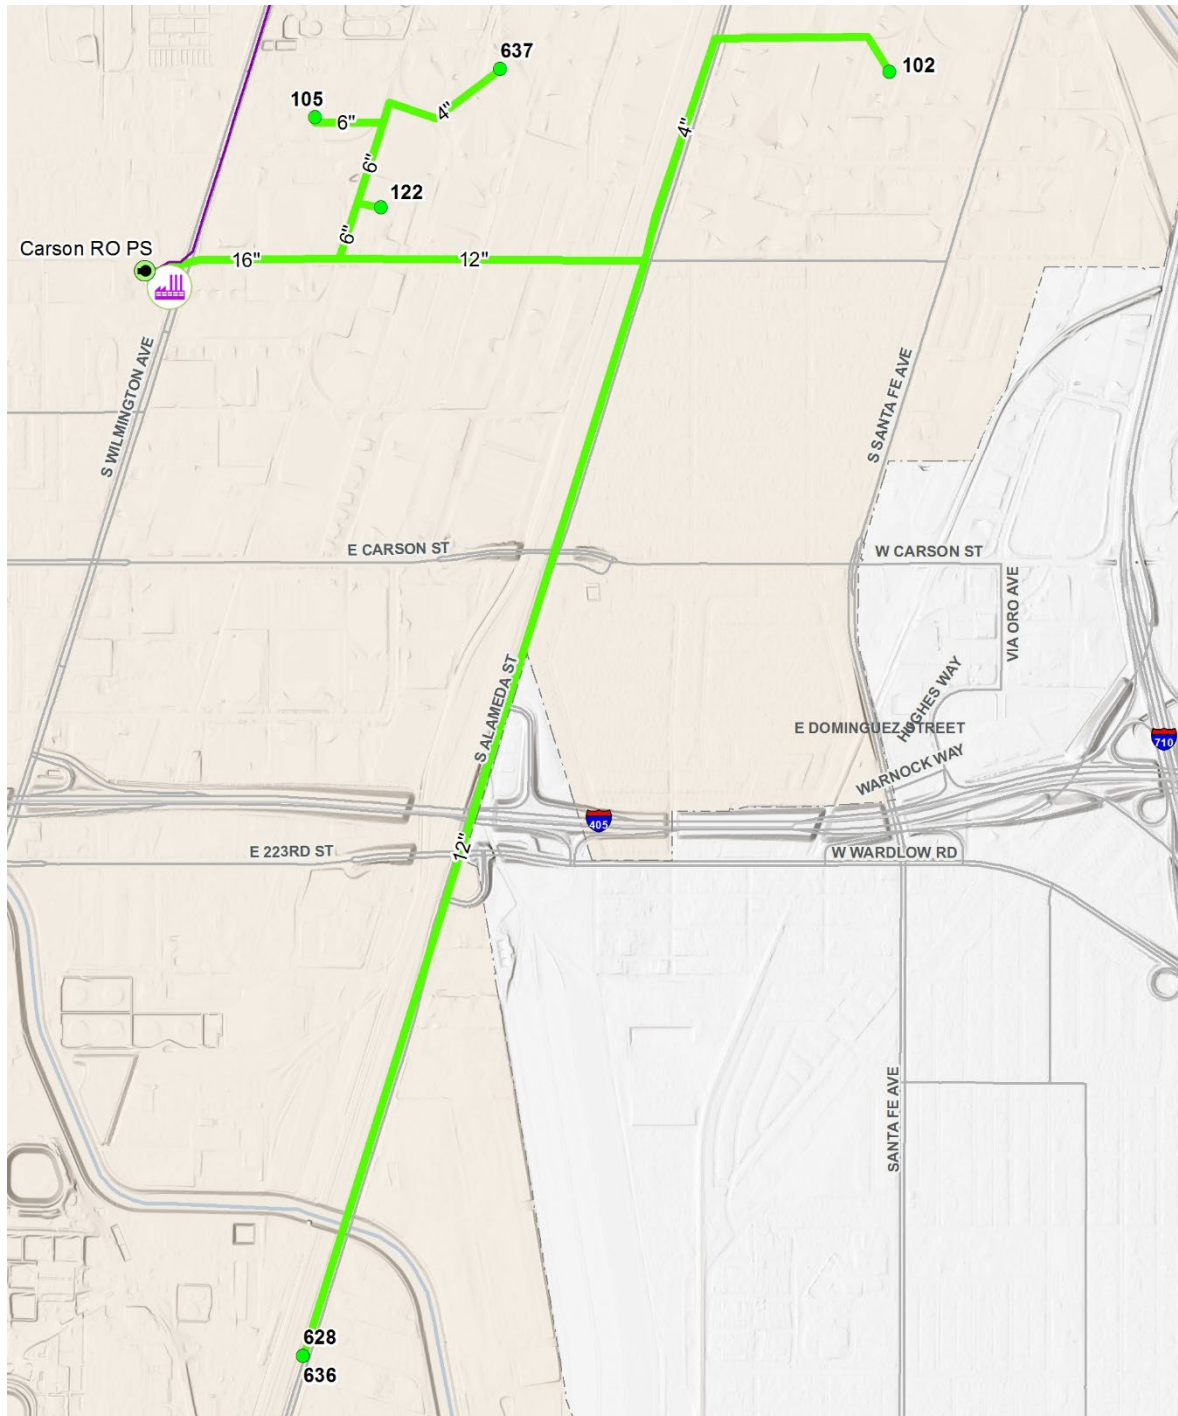 637
102
105
4"
6"
4"
6"
122
6"
Carson RO PS
16"
12"
S WILMINGTON AVE
S SANTA FE AVE
E CARSON ST
W CARSON ST
VIA ORO AVE
S ALAMEDA ST
HUGHES WAY
E DOMINGUEZ STREET
710
WARNOCK WAY
405
12"
E 223RD ST
W WARDLOW RD
SANTA FE AVE
628
636